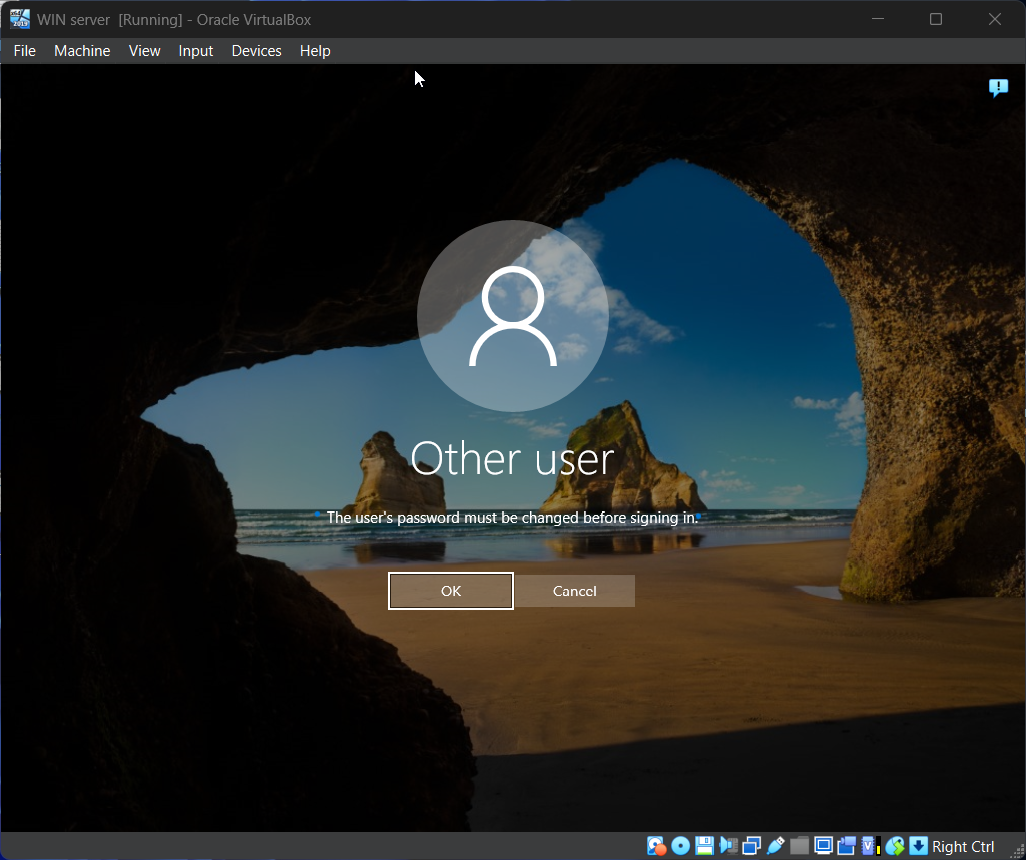 WIN server [Running] - Oracle VirtualBox
File Machine View Input Devices Help
Other user
The user's password must be changed before signing in.
OK Cancel
Right Ctrl